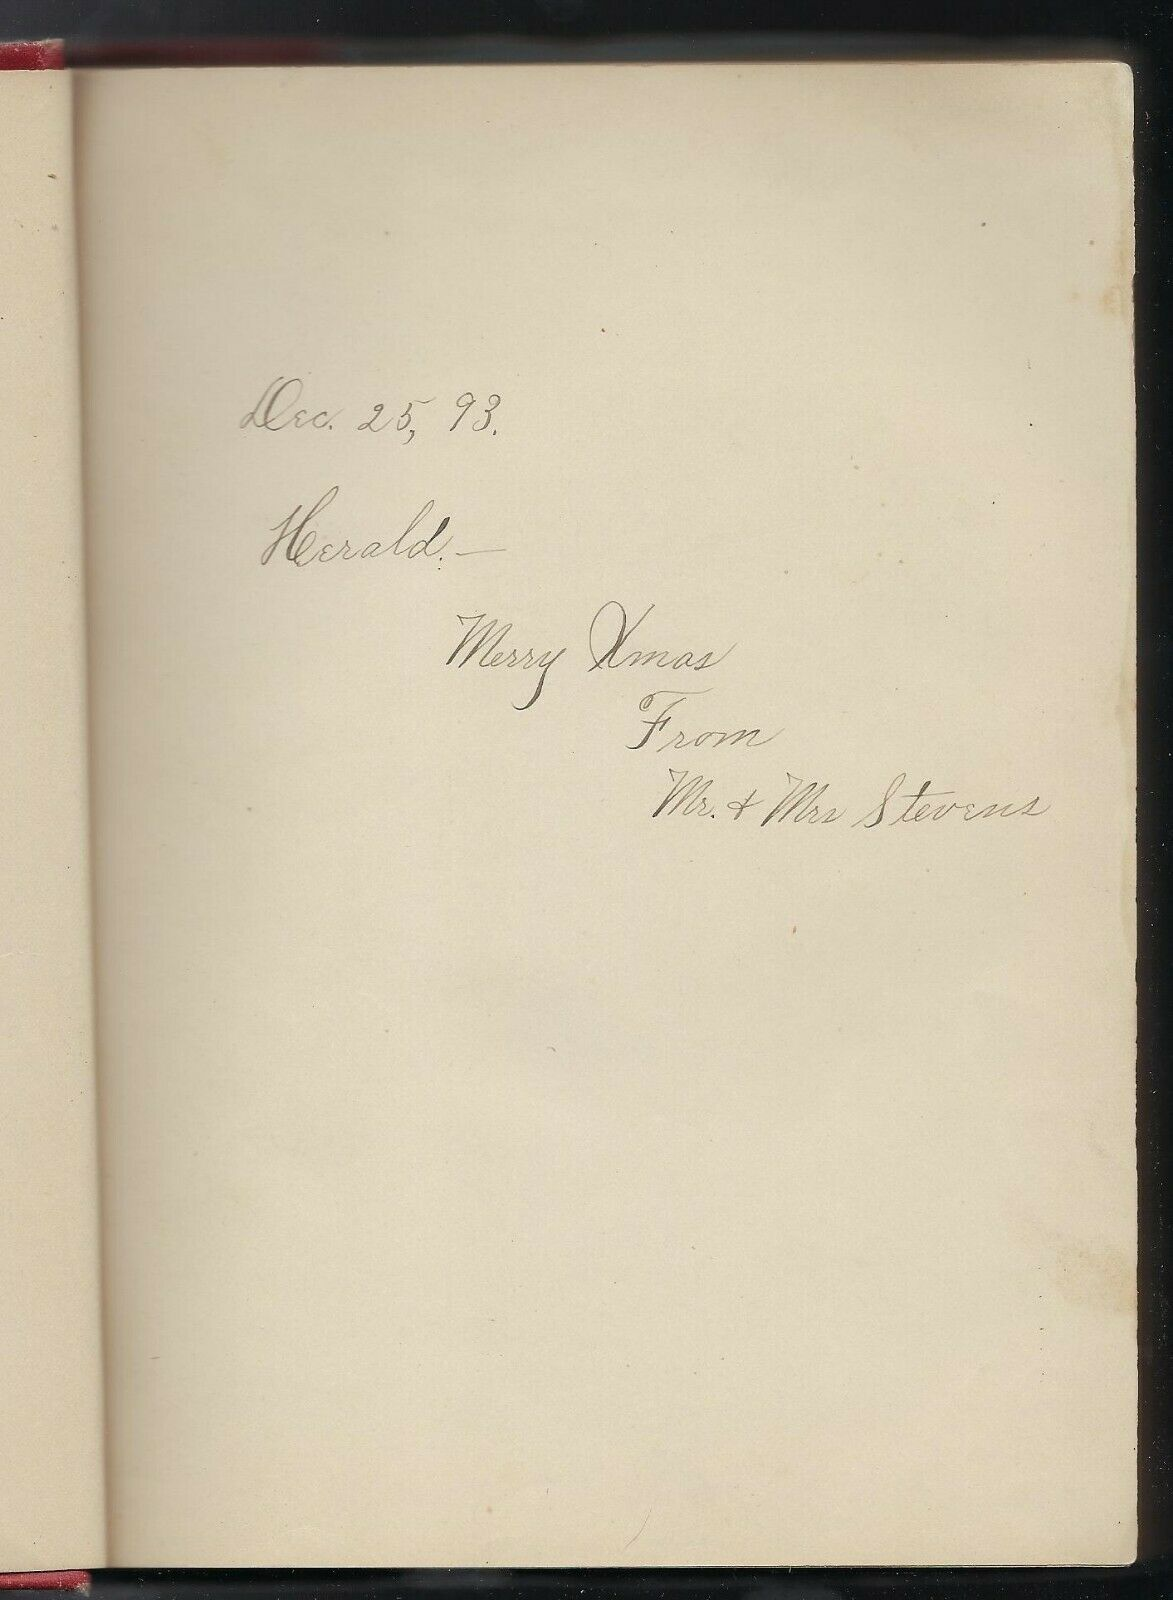 Dec. 25, 93.
Herald. —
Merry Xmas
From
Mr. & Mrs Stevens